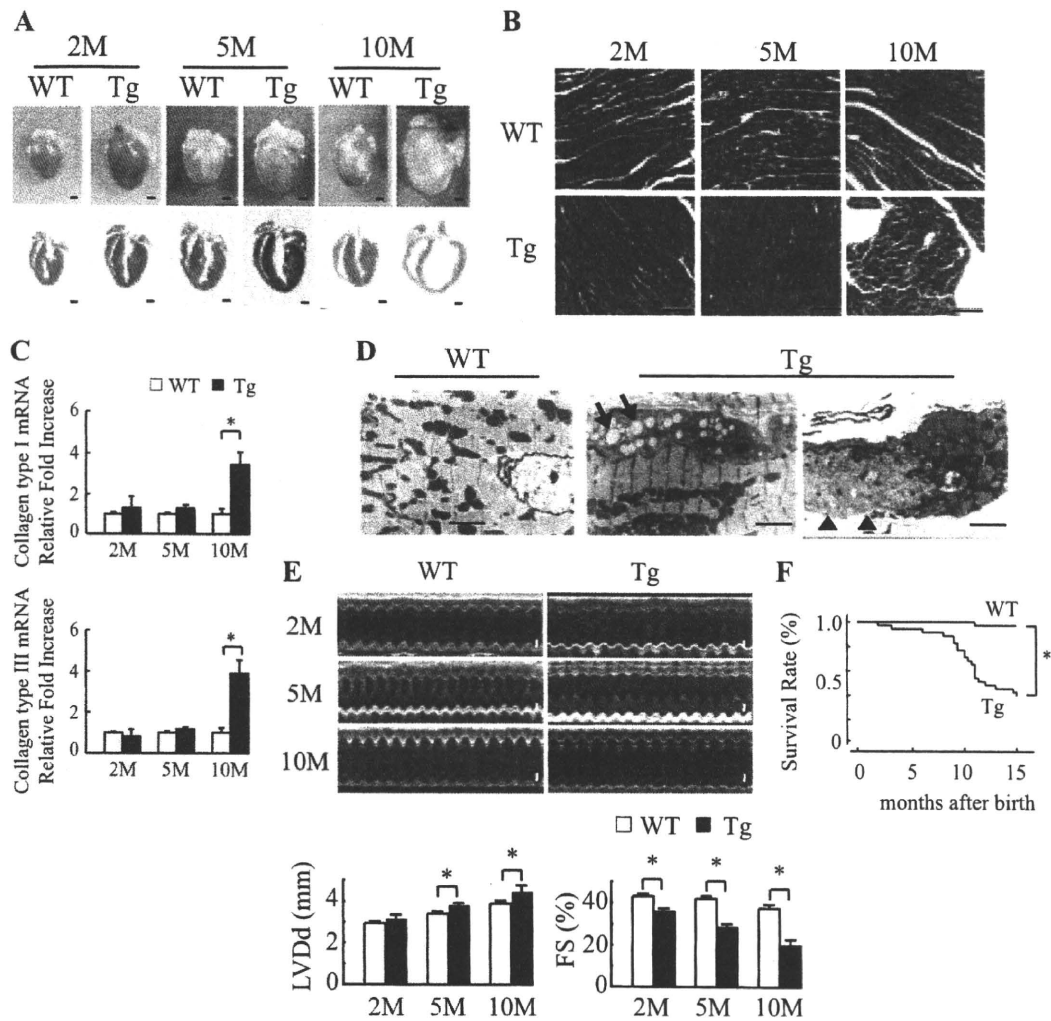 A
2M 5M 10M
WT Tg WT Tg WT Tg
B
2M 5M 10M
WT
Tg
C
WT Tg
Collagen type I mRNA
Relative Fold Increase
6
4
2
0
*
2M 5M 10M
Collagen type III mRNA
Relative Fold Increase
6
4
2
0
*
2M 5M 10M
D
WT Tg
E
WT Tg
2M
5M
10M
WT Tg
LVDd (mm)
4
2
0
* *
2M 5M 10M
FS (%)
40
20
0
* * *
2M 5M 10M
F
Survival Rate (%)
1.0
0.5
0
WT
Tg
*
0 5 10 15
months after birth